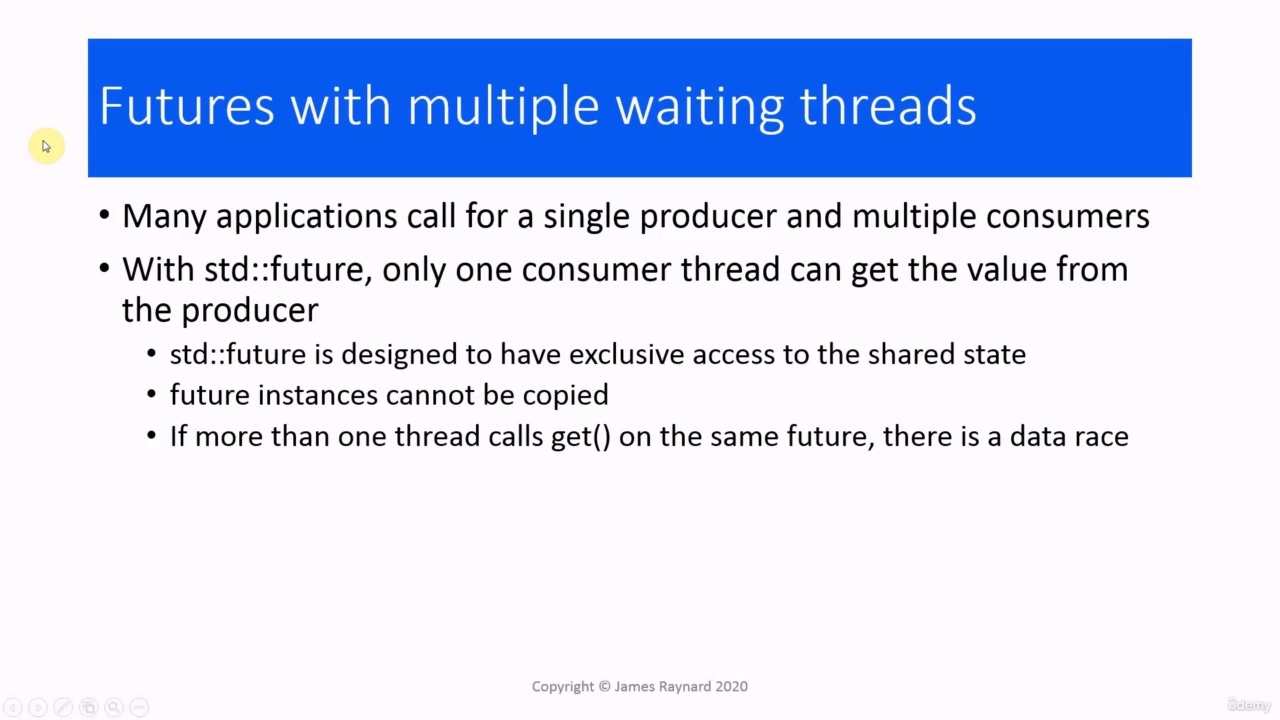 Futures with multiple waiting threads
• Many applications call for a single producer and multiple consumers
• With std::future, only one consumer thread can get the value from
the producer
• std::future is designed to have exclusive access to the shared state
• future instances cannot be copied
• If more than one thread calls get() on the same future, there is a data race
Copyright © James Raynard 2020
ûdemy